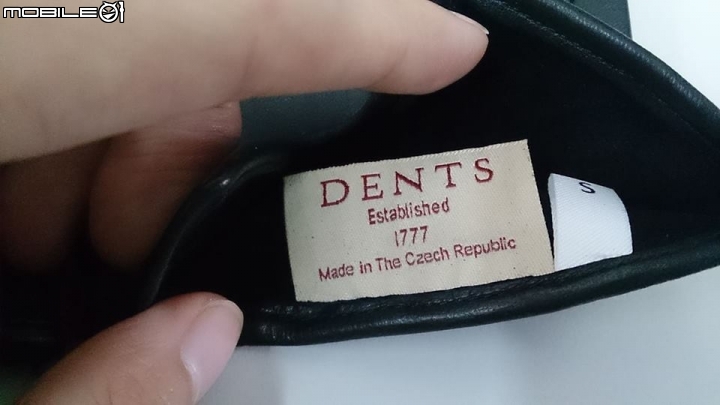 MOBILE01
DENTS
Established
1777
Made in The Czech Republic
S